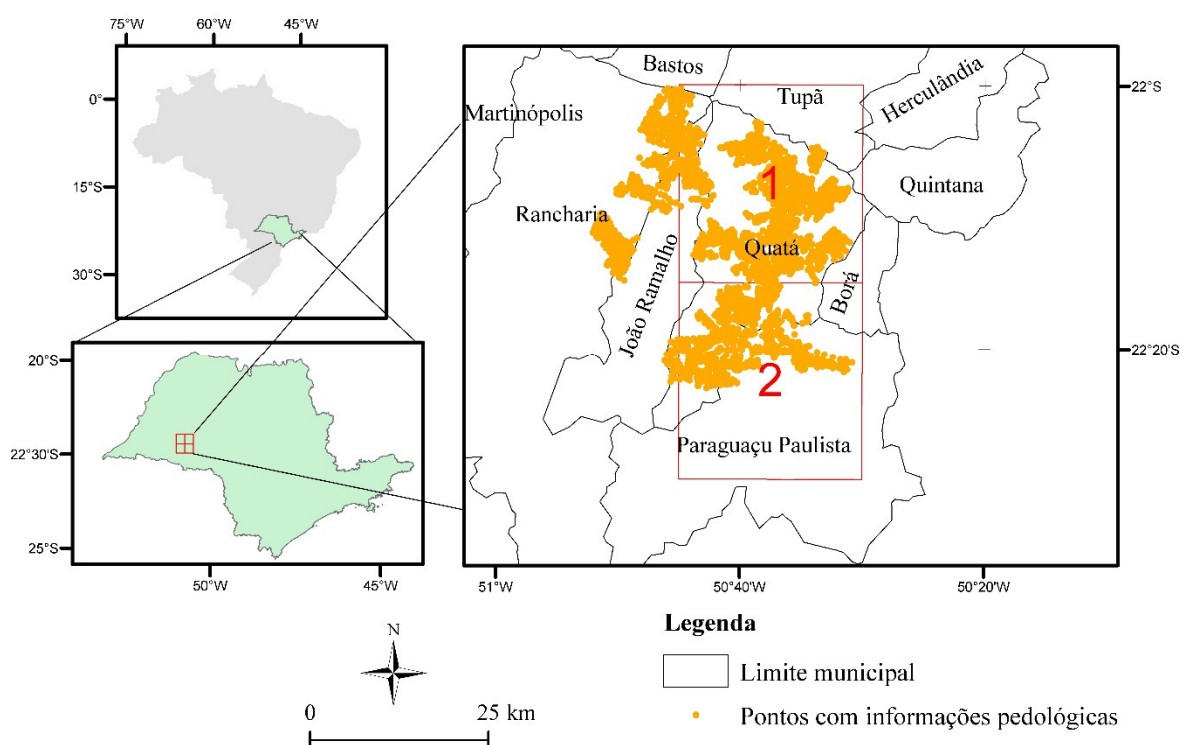 75°W 60°W 45°W
0°
15°S
30°S
20°S
22°30'S
25°S
50°W 45°W
Bastos
Tupã
Herculândia
Martinópolis
Quintana
Rancharia
1
Quatá
João Ramalho
Borá
2
Paraguaçu Paulista
22°S
22°20'S
51°W 50°40'W 50°20'W
N
0 25 km
Legenda
Limite municipal
Pontos com informações pedológicas